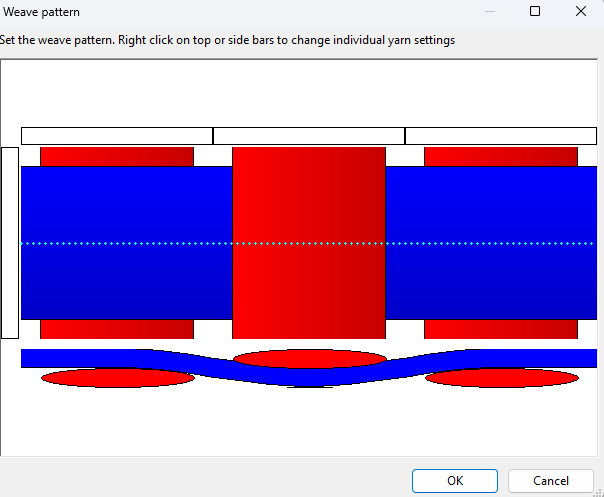 Weave pattern
Set the weave pattern. Right click on top or side bars to change individual yarn settings
OK
Cancel